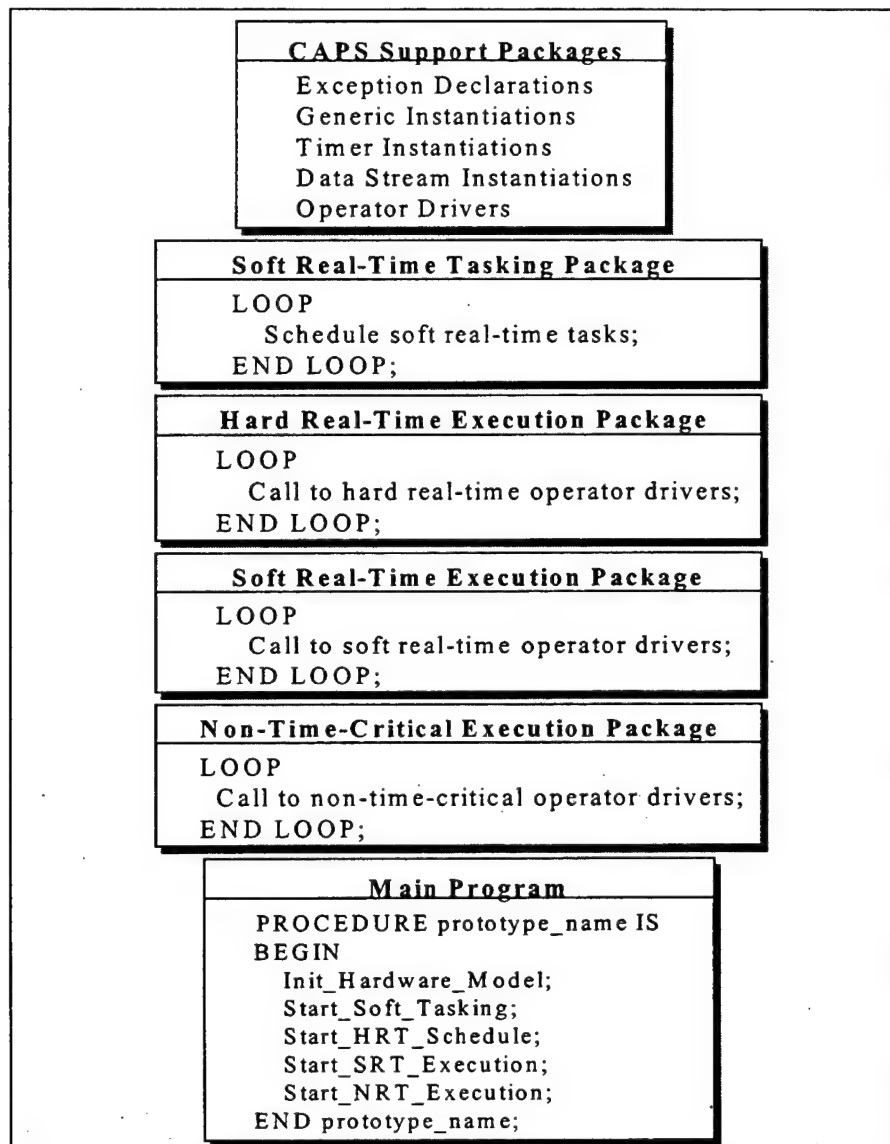 CAPS Support Packages
Exception Declarations
Generic Instantiations
Timer Instantiations
Data Stream Instantiations
Operator Drivers
Soft Real-Time Tasking Package
LOOP
Schedule soft real-time tasks;
END LOOP;
Hard Real-Time Execution Package
LOOP
Call to hard real-time operator drivers;
END LOOP;
Soft Real-Time Execution Package
LOOP
Call to soft real-time operator drivers;
END LOOP;
Non-Time-Critical Execution Package
LOOP
Call to non-time-critical operator drivers;
END LOOP;
Main Program
PROCEDURE prototype_name IS
BEGIN
Init_Hardware_Model;
Start_Soft_Tasking;
Start_HRT_Schedule;
Start_SRT_Execution;
Start_NRT_Execution;
END prototype_name;